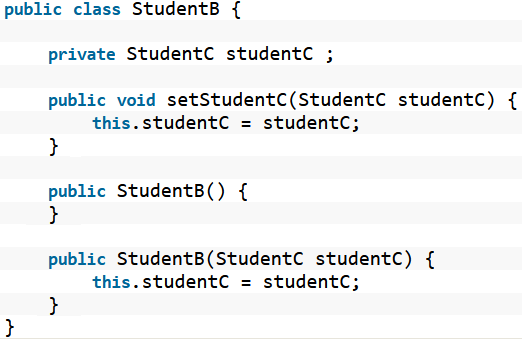 public class StudentB {
private StudentC studentC ;
public void setStudentC(StudentC studentC) {
this.studentC = studentC;
}
public StudentB() {
}
public StudentB(StudentC studentC) {
this.studentC = studentC;
}
}